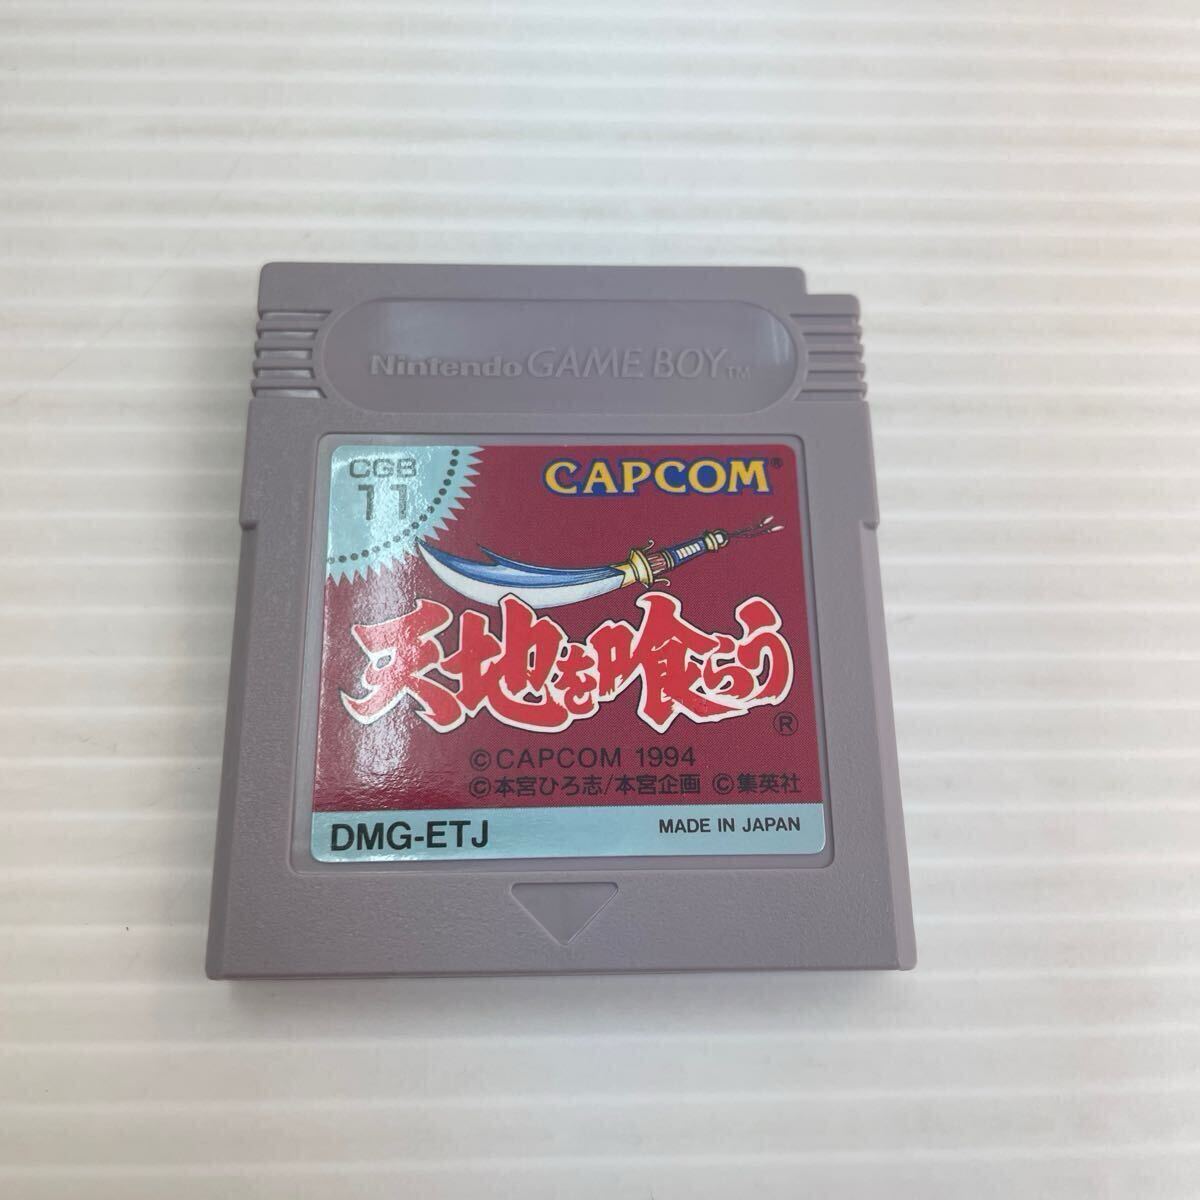 Nintendo GAME BOY™
CGB
11
CAPCOM®
天地を喰らう®
©CAPCOM 1994
©本宮ひろ志/本宮企画 ©集英社
DMG-ETJ
MADE IN JAPAN